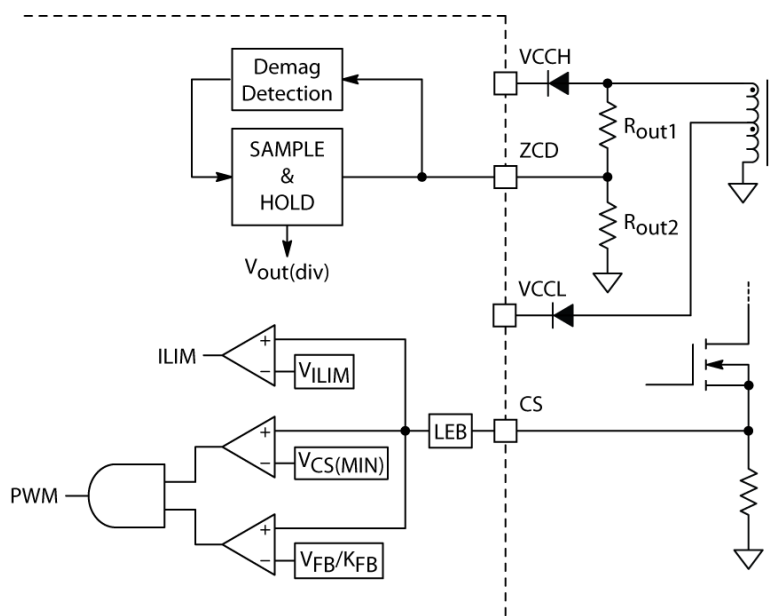 VCCH
Demag
Detection
Rout1
ZCD
SAMPLE
&
HOLD
Rout2
Vout(div)
VCCL
+
ILIM
−
VILIM
CS
LEB
+
−
VCS(MIN)
PWM
+
−
VFB/KFB